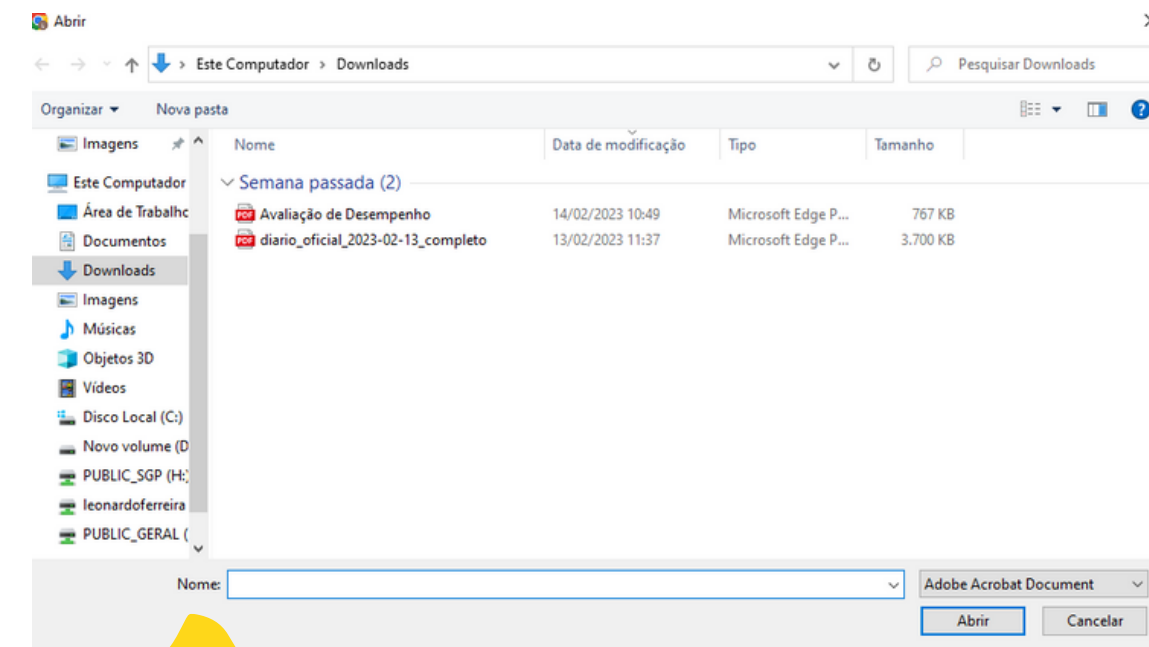 Abrir
Este Computador > Downloads
Pesquisar Downloads
Organizar
Nova pasta
Imagens
Este Computador
Área de Trabalhc
Documentos
Downloads
Imagens
Músicas
Objetos 3D
Vídeos
Disco Local (C:)
Novo volume (D
PUBLIC_SGP (H:
leonardoferreira
PUBLIC_GERAL (
Nome Data de modificação Tipo Tamanho
Semana passada (2)
Avaliação de Desempenho 14/02/2023 10:49 Microsoft Edge P... 767 KB
diario_oficial_2023-02-13_completo 13/02/2023 11:37 Microsoft Edge P... 3.700 KB
Nome:
Adobe Acrobat Document
Abrir
Cancelar